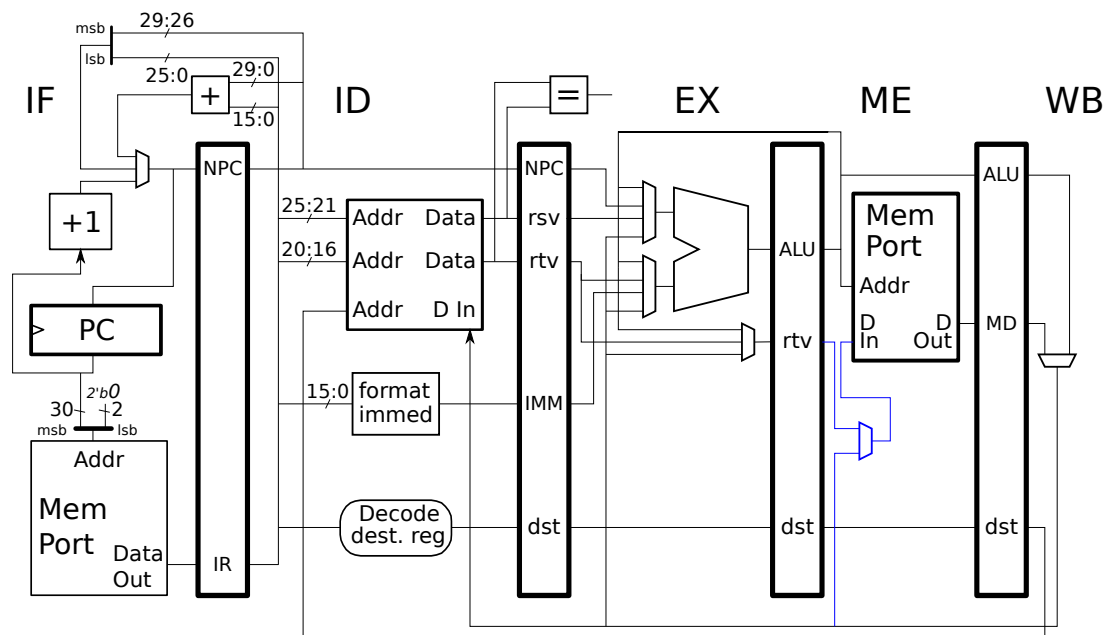 29:26
msb
lsb
25:0
29:0
+
15:0
=
IF
ID
EX
ME
WB
NPC
NPC
ALU
+1
25:21
Addr
Data
rsv
Mem
Port
20:16
Addr
Data
rtv
ALU
Addr
Addr
D In
PC
D
In
D
Out
MD
rtv
2'b0
30
2
msb
lsb
15:0
format
immed
IMM
Addr
Mem
Port
Data
Out
IR
Decode
dest. reg
dst
dst
dst